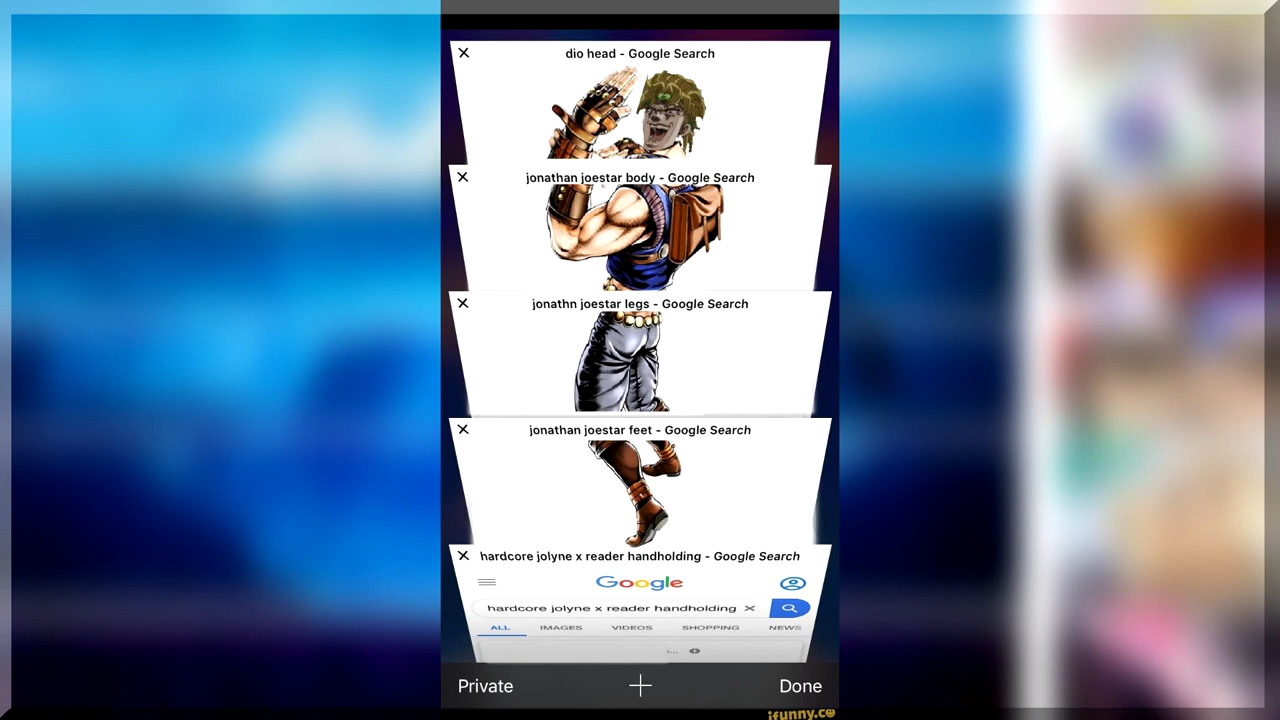 dio head - Google Search
jonathan joestar body - Google Search
jonathn joestar legs - Google Search
jonathan joestar feet - Google Search
hardcore jolyne x reader handholding - Google Search
Google
hardcore jolyne x reader handholding
ALL IMAGES VIDEOS SHOPPING NEWS
Private Done
ifunny.co